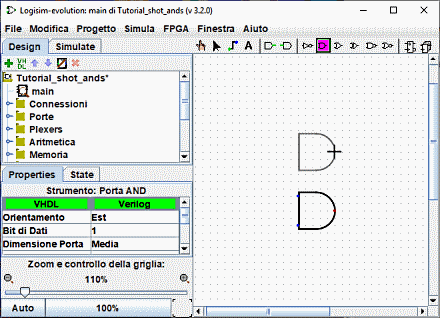 Logisim-evolution: main di Tutorial_shot_ands (v 3.2.0)
File Modifica Progetto Simula FPGA Finestra Aiuto
Design Simulate
A
VH
DL
Tutorial_shot_ands*
main
Connessioni
Porte
Plexers
Aritmetica
Memoria
Properties State
Strumento: Porta AND
VHDL Verilog
Orientamento Est
Bit di Dati 1
Dimensione Porta Media
Zoom e controllo della griglia:
110%
Auto 100%